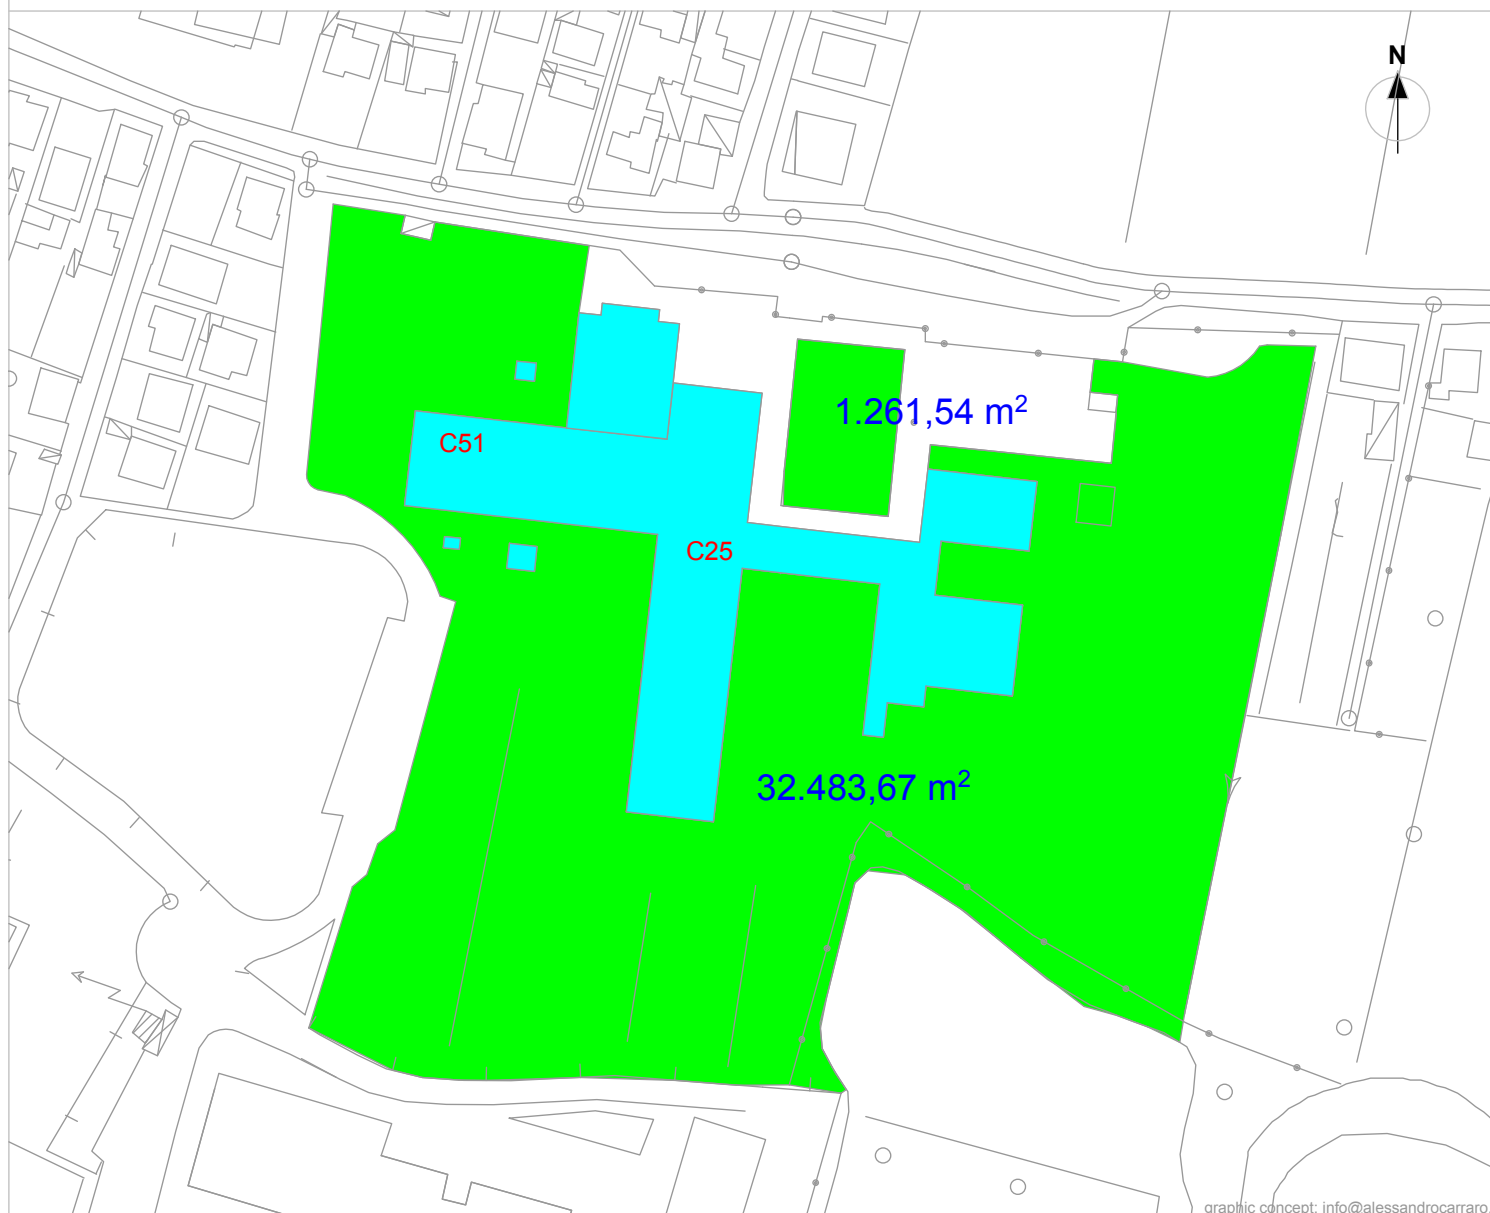 N
1.261,54 m²
C51
C25
32.483,67 m²
graphic concept: info@alessandrocarraro.